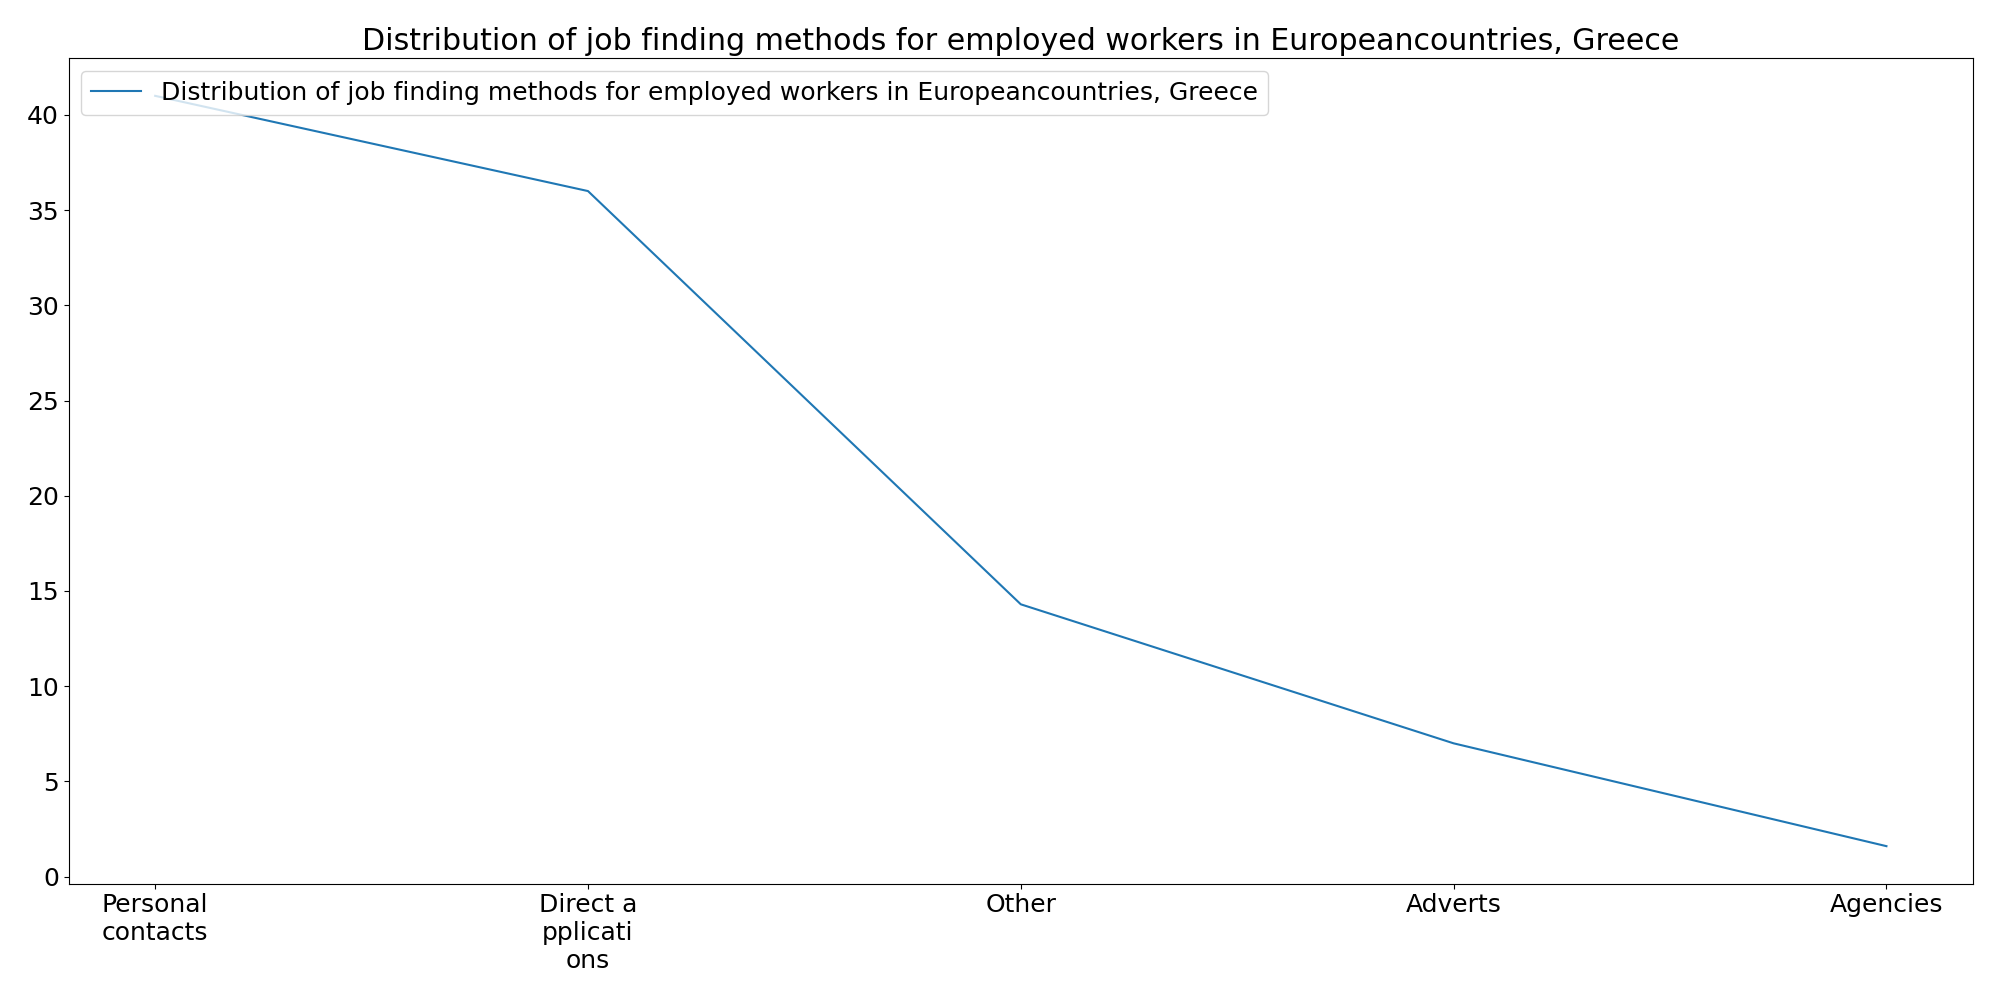 Distribution of job finding methods for employed workers in Europeancountries, Greece
Distribution of job finding methods for employed workers in Europeancountries, Greece
40
35
30
25
20
15
10
5
0
Personal
contacts
Direct a
pplicati
ons
Other
Adverts
Agencies